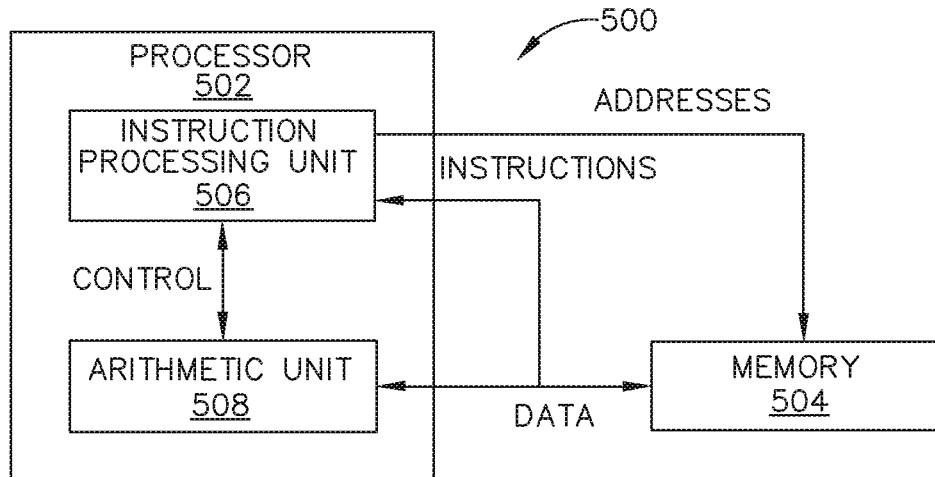 500
PROCESSOR
502
ADDRESSES
INSTRUCTION
PROCESSING UNIT
506
INSTRUCTIONS
CONTROL
ARITHMETIC UNIT
508
DATA
MEMORY
504